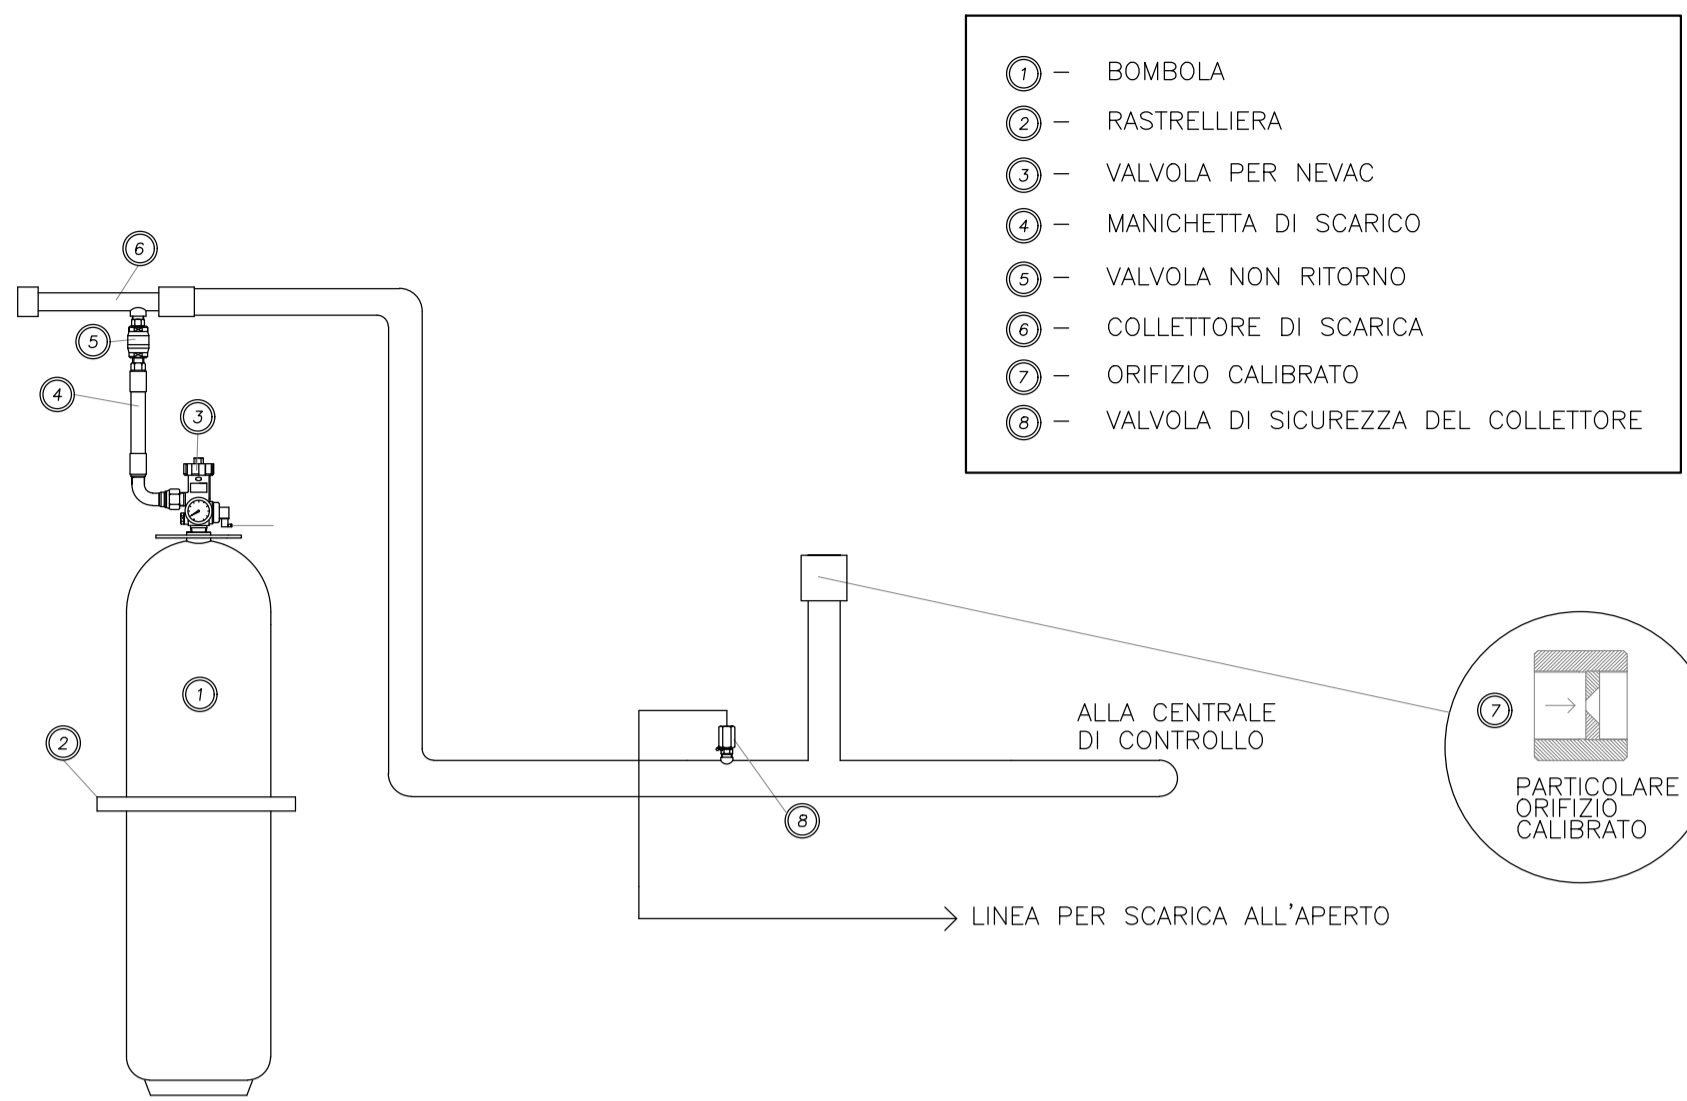 1 – BOMBOLA
2 – RASTRELLIERA
3 – VALVOLA PER NEVAC
4 – MANICHETTA DI SCARICO
5 – VALVOLA NON RITORNO
6 – COLLETTORE DI SCARICA
7 – ORIFIZIO CALIBRATO
8 – VALVOLA DI SICUREZZA DEL COLLETTORE
6
5
4
3
1
2
8
ALLA CENTRALE
DI CONTROLLO
7
PARTICOLARE
ORIFIZIO
CALIBRATO
LINEA PER SCARICA ALL'APERTO